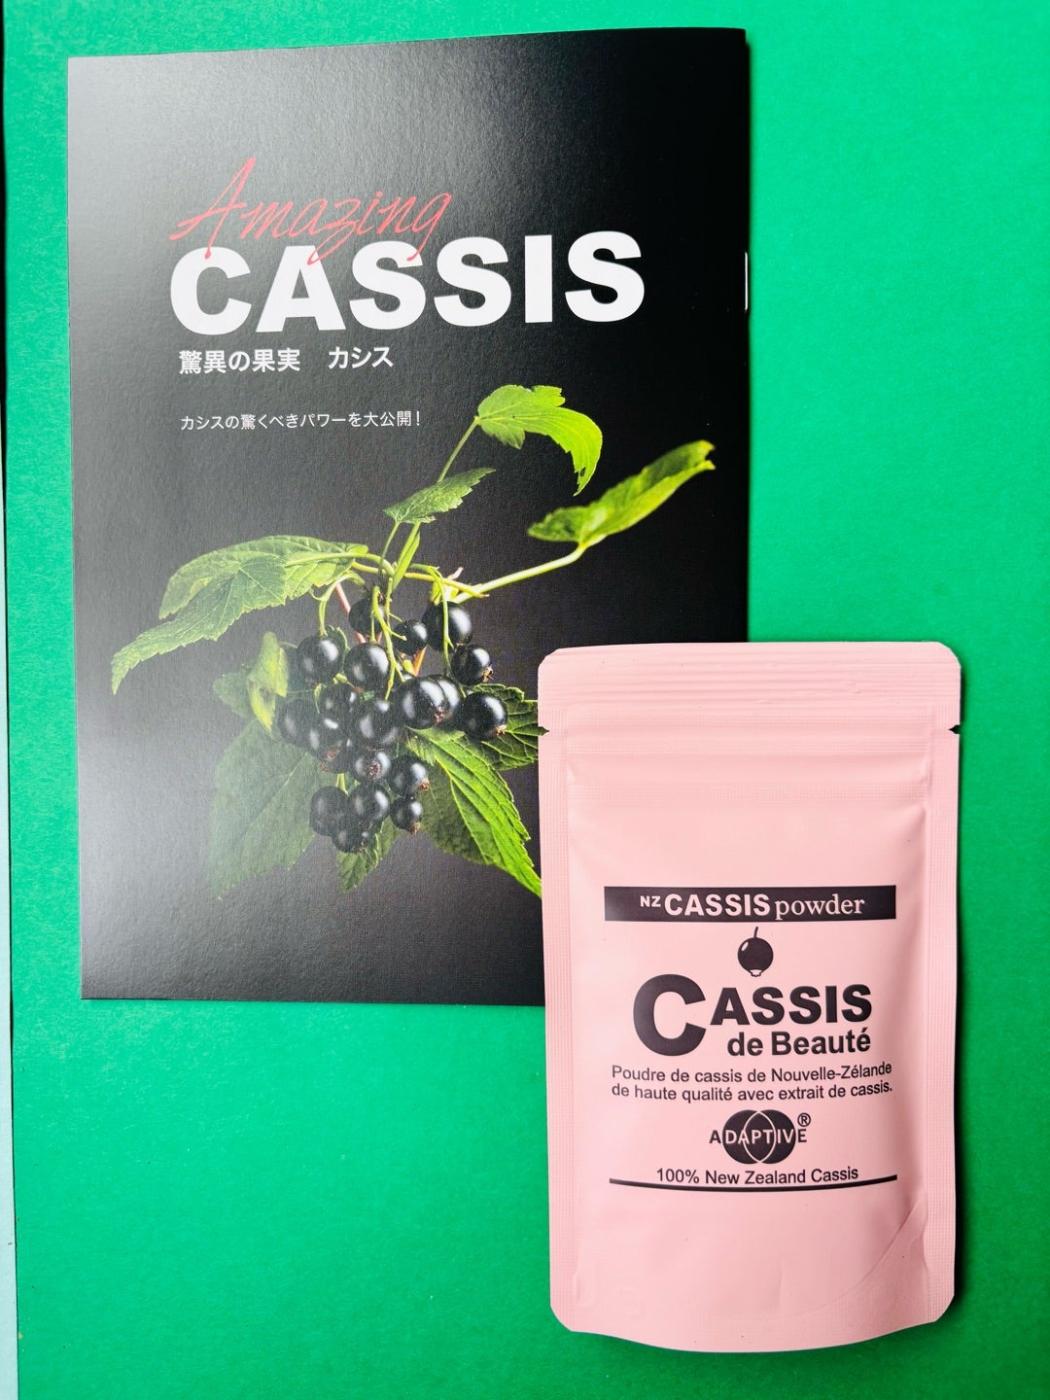 Amazing
CASSIS
驚異の果実　カシス
カシスの驚くべきパワーを大公開！
NZ CASSIS powder
CASSIS
de Beauté
Poudre de cassis de Nouvelle-Zélande
de haute qualité avec extrait de cassis.
ADAPTIVE®
100% New Zealand Cassis